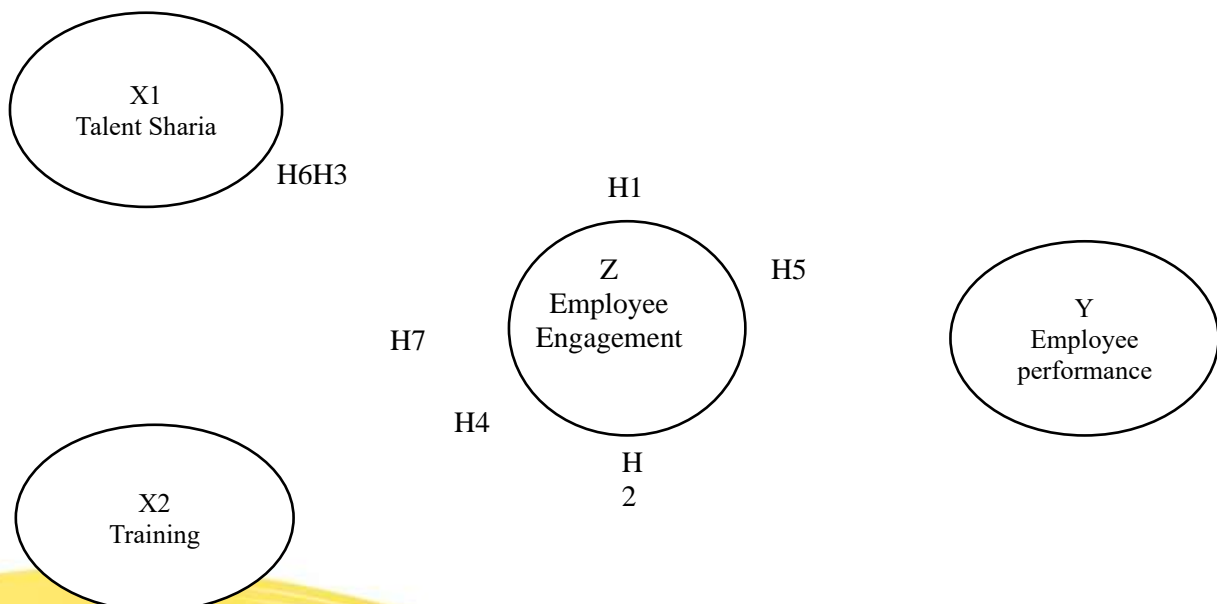 X1
Talent Sharia
H6H3
H1
Z
Employee
Engagement
H5
Y
Employee
performance
H7
H4
H
2
X2
Training